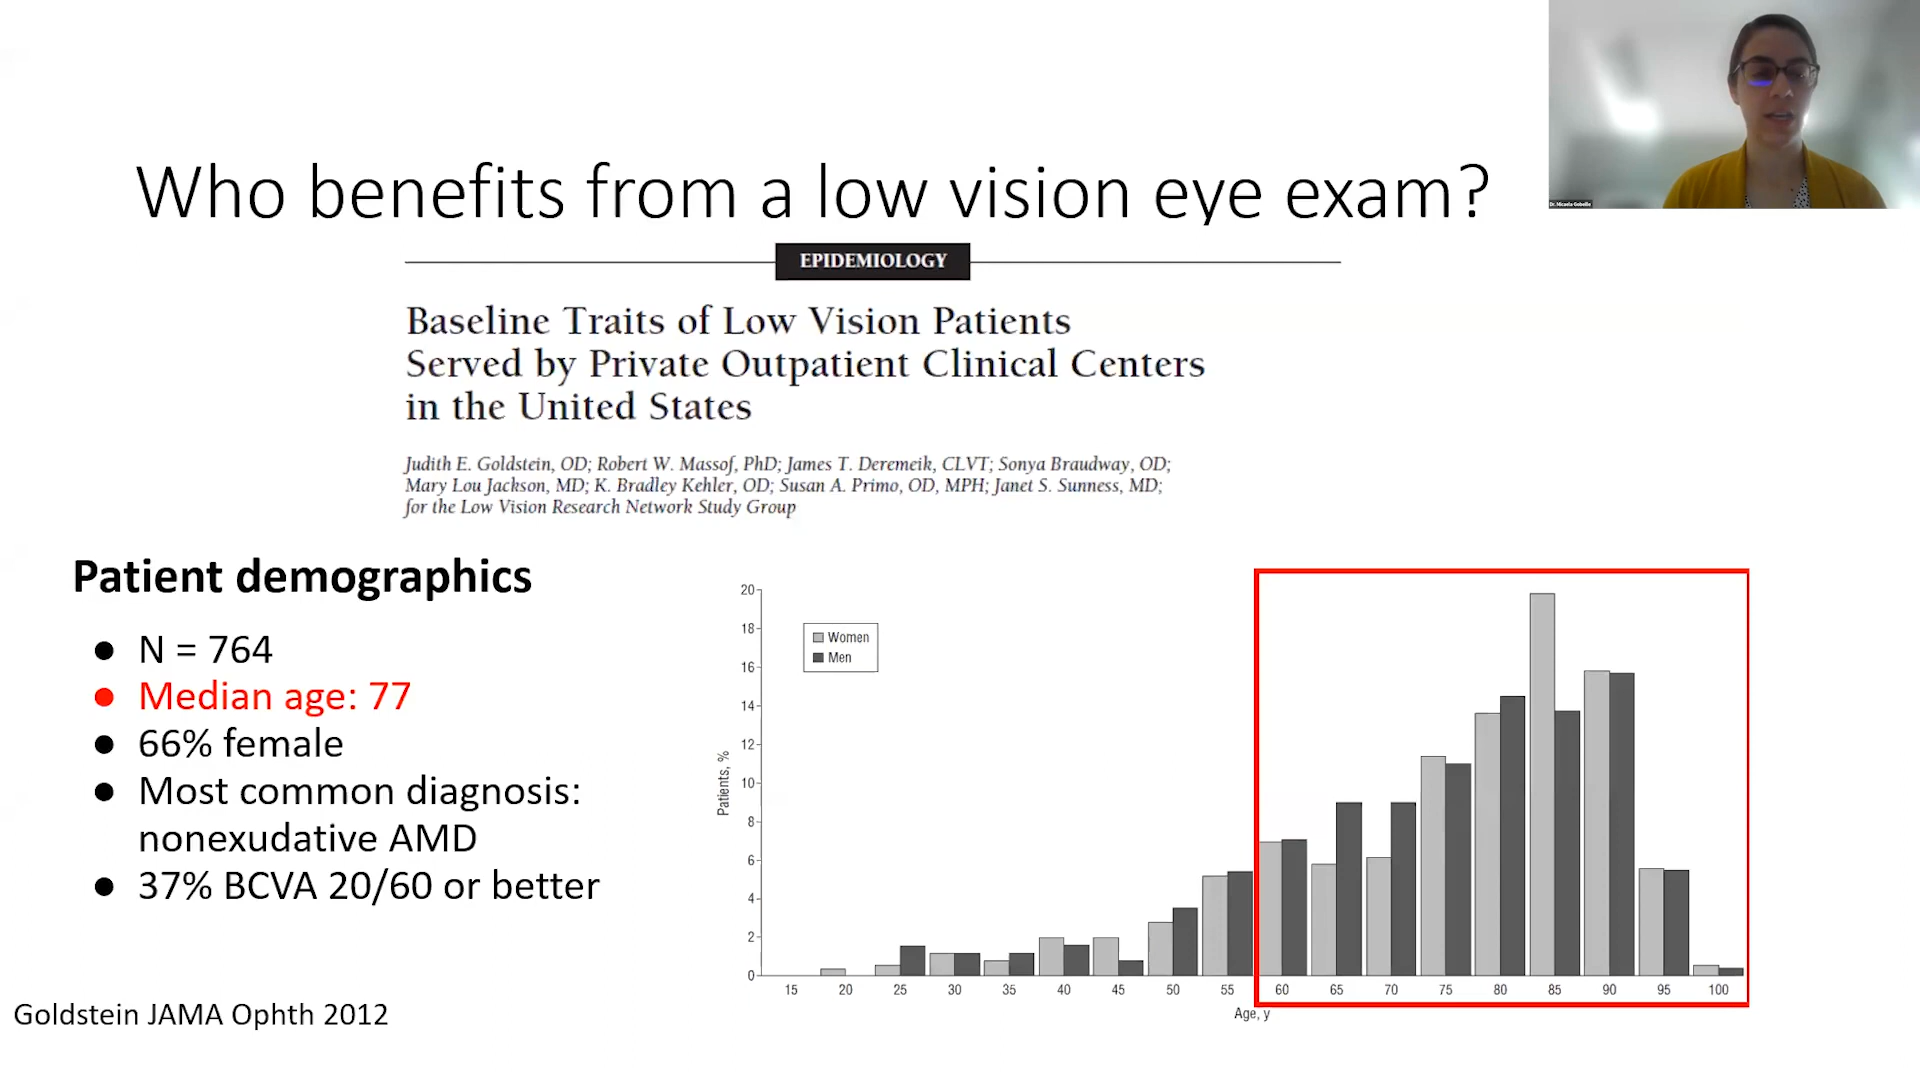 Who benefits from a low vision eye exam?
Dr. Micaela Gobeille
EPIDEMIOLOGY
Baseline Traits of Low Vision Patients
Served by Private Outpatient Clinical Centers
in the United States
Judith E. Goldstein, OD; Robert W. Massof, PhD; James T. Deremeik, CLVT; Sonya Braudway, OD;
Mary Lou Jackson, MD; K. Bradley Kehler, OD; Susan A. Primo, OD, MPH; Janet S. Sunness, MD;
for the Low Vision Research Network Study Group
Patient demographics
● N = 764
● Median age: 77
● 66% female
● Most common diagnosis:
nonexudative AMD
● 37% BCVA 20/60 or better
Goldstein JAMA Ophth 2012
20
18
16
14
12
10
8
6
4
2
0
Patients, %
Women
Men
15 20 25 30 35 40 45 50 55 60 65 70 75 80 85 90 95 100
Age, y